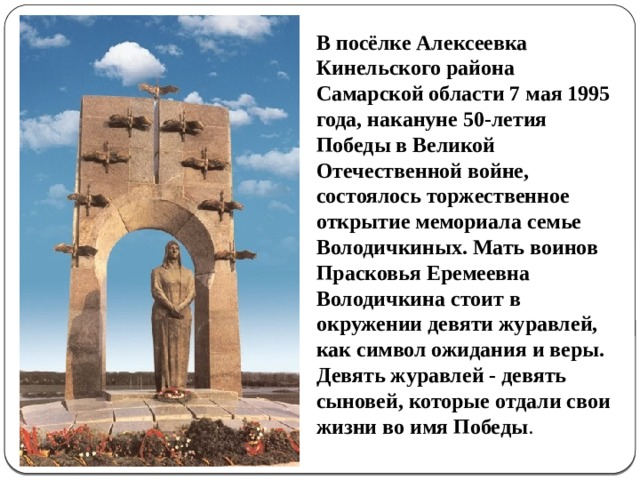 В посёлке Алексеевка
Кинельского района
Самарской области 7 мая 1995
года, накануне 50-летия
Победы в Великой
Отечественной войне,
состоялось торжественное
открытие мемориала семье
Володичкиных. Мать воинов
Прасковья Еремеевна
Володичкина стоит в
окружении девяти журавлей,
как символ ожидания и веры.
Девять журавлей - девять
сыновей, которые отдали свои
жизни во имя Победы.